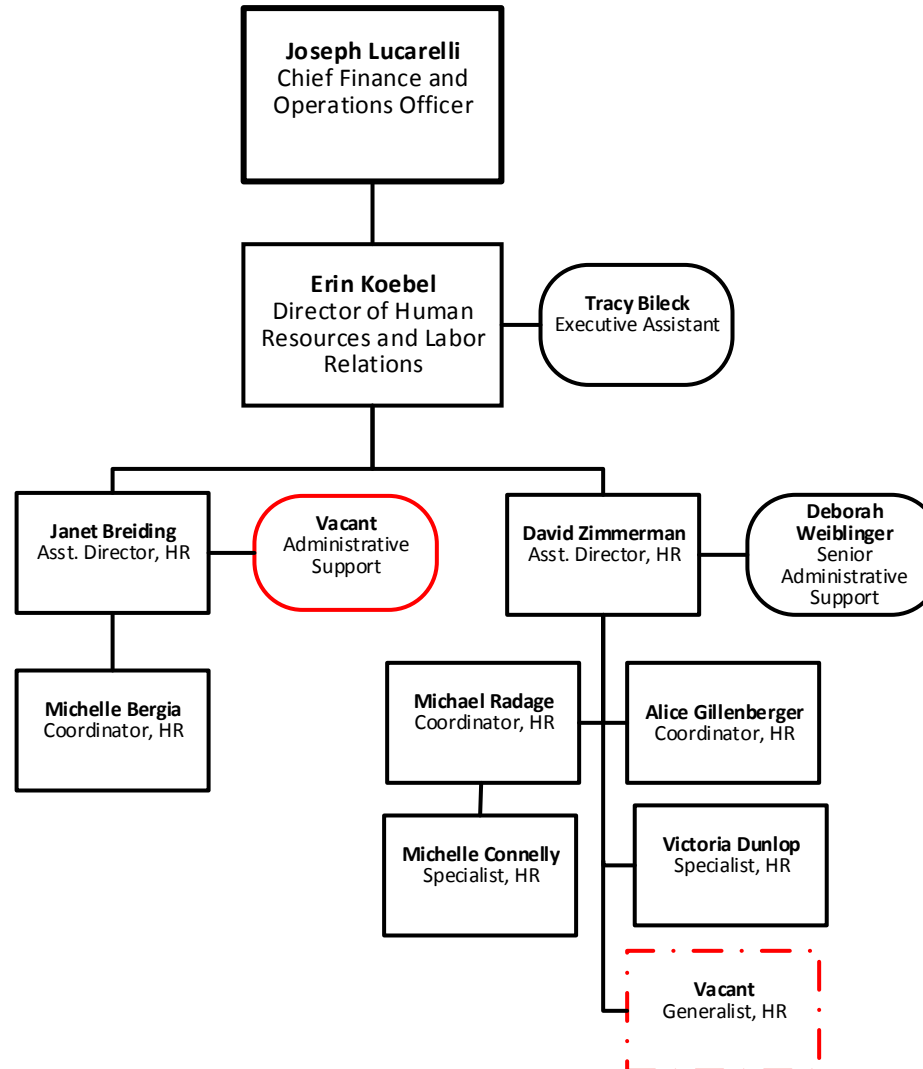 Joseph Lucarelli
Chief Finance and
Operations Officer
Erin Koebel
Director of Human
Resources and Labor
Relations
Tracy Bileck
Executive Assistant
Janet Breiding
Asst. Director, HR
Vacant
Administrative
Support
David Zimmerman
Asst. Director, HR
Deborah
Weiblinger
Senior
Administrative
Support
Michelle Bergia
Coordinator, HR
Michael Radage
Coordinator, HR
Alice Gillenberger
Coordinator, HR
Michelle Connelly
Specialist, HR
Victoria Dunlop
Specialist, HR
Vacant
Generalist, HR